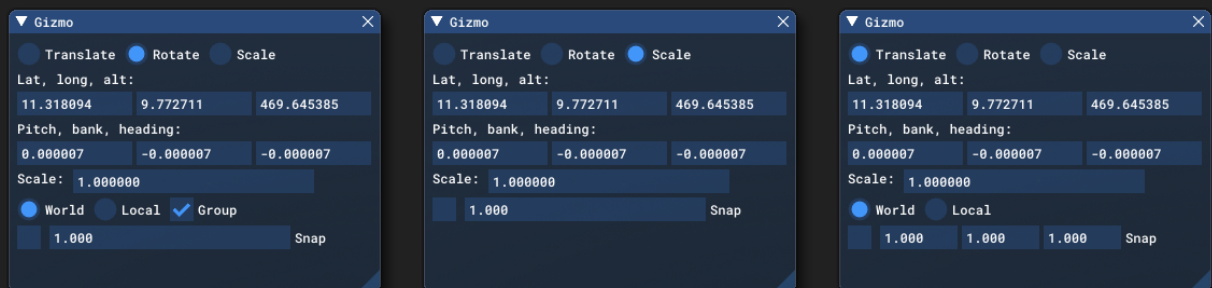 Gizmo
Translate Rotate Scale
Lat, long, alt:
11.318094 9.772711 469.645385
Pitch, bank, heading:
0.000007 -0.000007 -0.000007
Scale: 1.000000
World Local Group
1.000 Snap
Gizmo
Translate Rotate Scale
Lat, long, alt:
11.318094 9.772711 469.645385
Pitch, bank, heading:
0.000007 -0.000007 -0.000007
Scale: 1.000000
1.000 Snap
Gizmo
Translate Rotate Scale
Lat, long, alt:
11.318094 9.772711 469.645385
Pitch, bank, heading:
0.000007 -0.000007 -0.000007
Scale: 1.000000
World Local
1.000 1.000 1.000 Snap